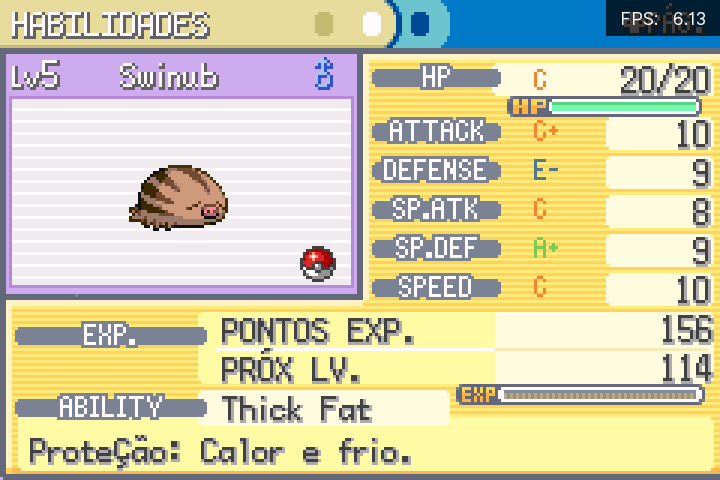 HABILIDADES
FPS: 6.13
Lv5 Swinub ♂
HP C 20/20
HP
ATTACK C+ 10
DEFENSE E- 9
SP.ATK C 8
SP.DEF A+ 9
SPEED C 10
EXP. PONTOS EXP. 156
PRÓX LV. 114
EXP
ABILITY Thick Fat
ProteÇão: Calor e frio.